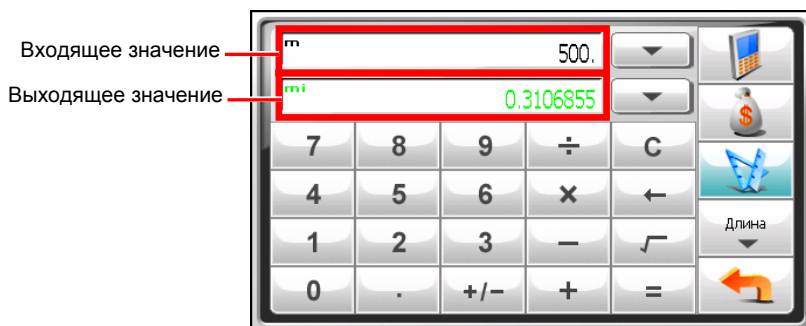 Входящее значение
m
500.
Выходящее значение
mi
0.3106855
$
7 8 9 ÷ C
4 5 6 × ←
Длина
1 2 3 − √
0 . +/− + =